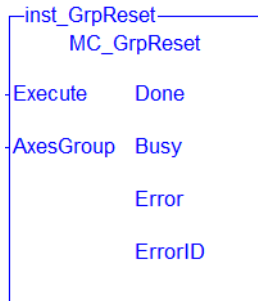 inst_GrpReset
MC_GrpReset
Execute Done
AxesGroup Busy
Error
ErrorID